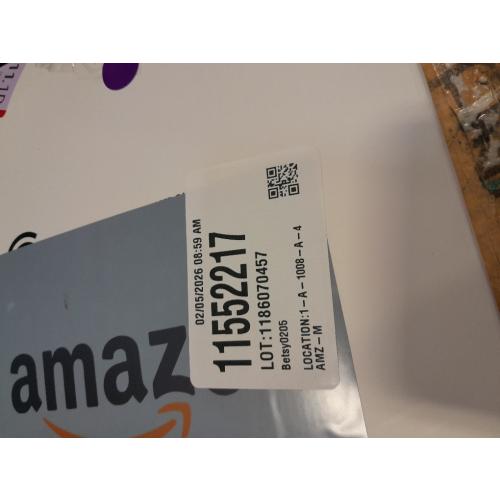 02/05/2026 08:59 AM
11552217
LOT:1186070457
Betsy0205
LOCATION:1-A-1008-A-4
AMZ-M
amaz